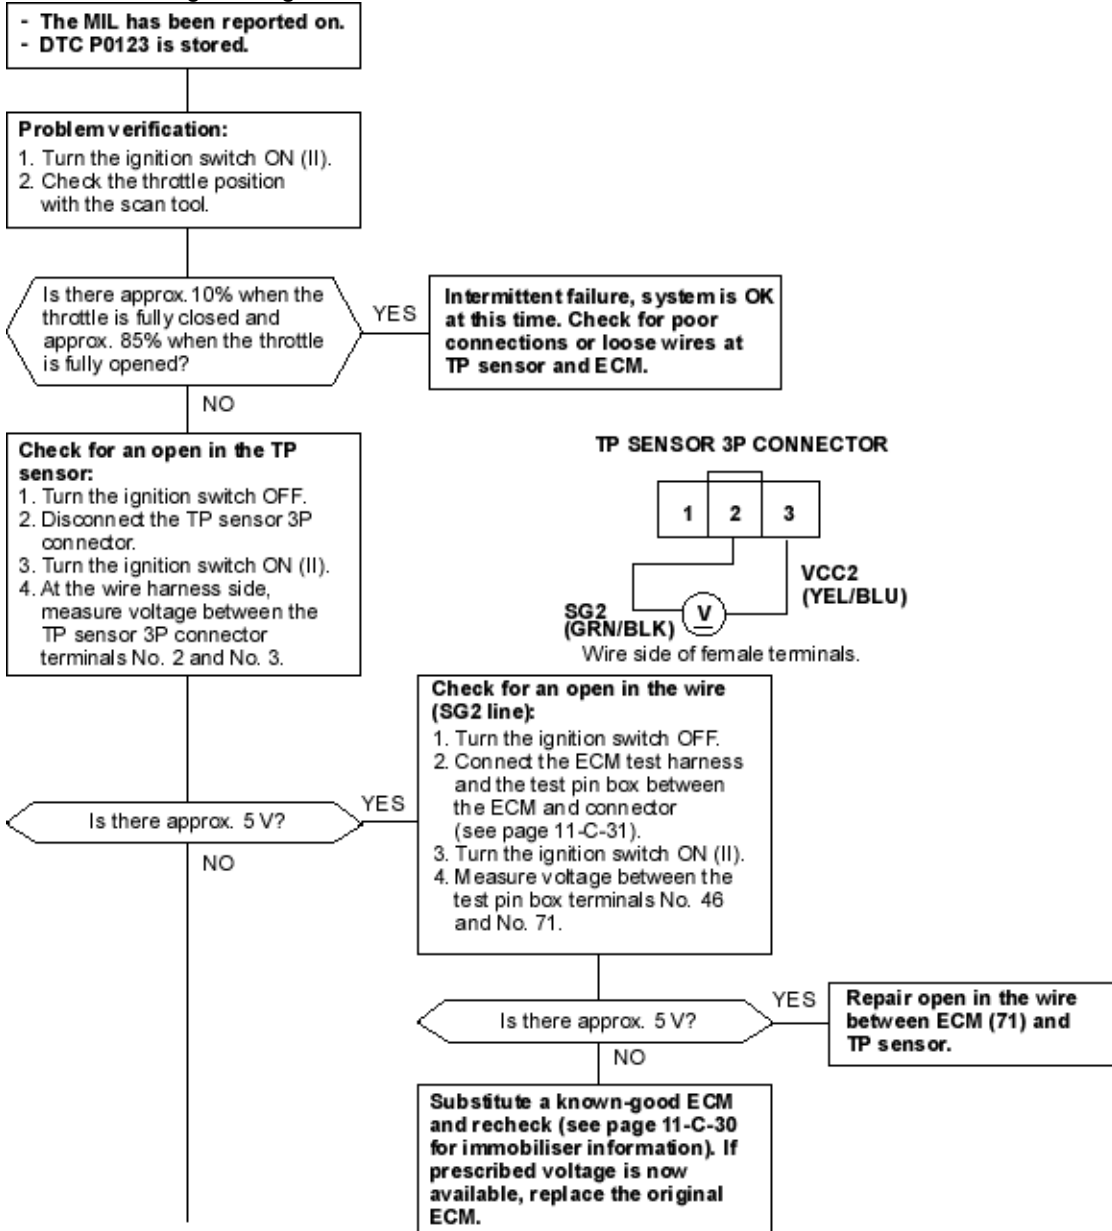 - The MIL has been reported on.
- DTC P0123 is stored.
Problem verification:
1. Turn the ignition switch ON (II).
2. Check the throttle position
with the scan tool.
Is there approx. 10% when the
throttle is fully closed and
approx. 85% when the throttle
is fully opened?
YES
Intermittent failure, system is OK
at this time. Check for poor
connections or loose wires at
TP sensor and ECM.
NO
Check for an open in the TP
sensor:
1. Turn the ignition switch OFF.
2. Disconnect the TP sensor 3P
connector.
3. Turn the ignition switch ON (II).
4. At the wire harness side,
measure voltage between the
TP sensor 3P connector
terminals No. 2 and No. 3.
TP SENSOR 3P CONNECTOR
1 2 3
VCC2
(YEL/BLU)
SG2
(GRN/BLK)
V
Wire side of female terminals.
Is there approx. 5 V?
YES
NO
Check for an open in the wire
(SG2 line):
1. Turn the ignition switch OFF.
2. Connect the ECM test harness
and the test pin box between
the ECM and connector
(see page 11-C-31).
3. Turn the ignition switch ON (II).
4. Measure voltage between the
test pin box terminals No. 46
and No. 71.
Is there approx. 5 V?
YES
Repair open in the wire
between ECM (71) and
TP sensor.
NO
Substitute a known-good ECM
and recheck (see page 11-C-30
for immobiliser information). If
prescribed voltage is now
available, replace the original
ECM.